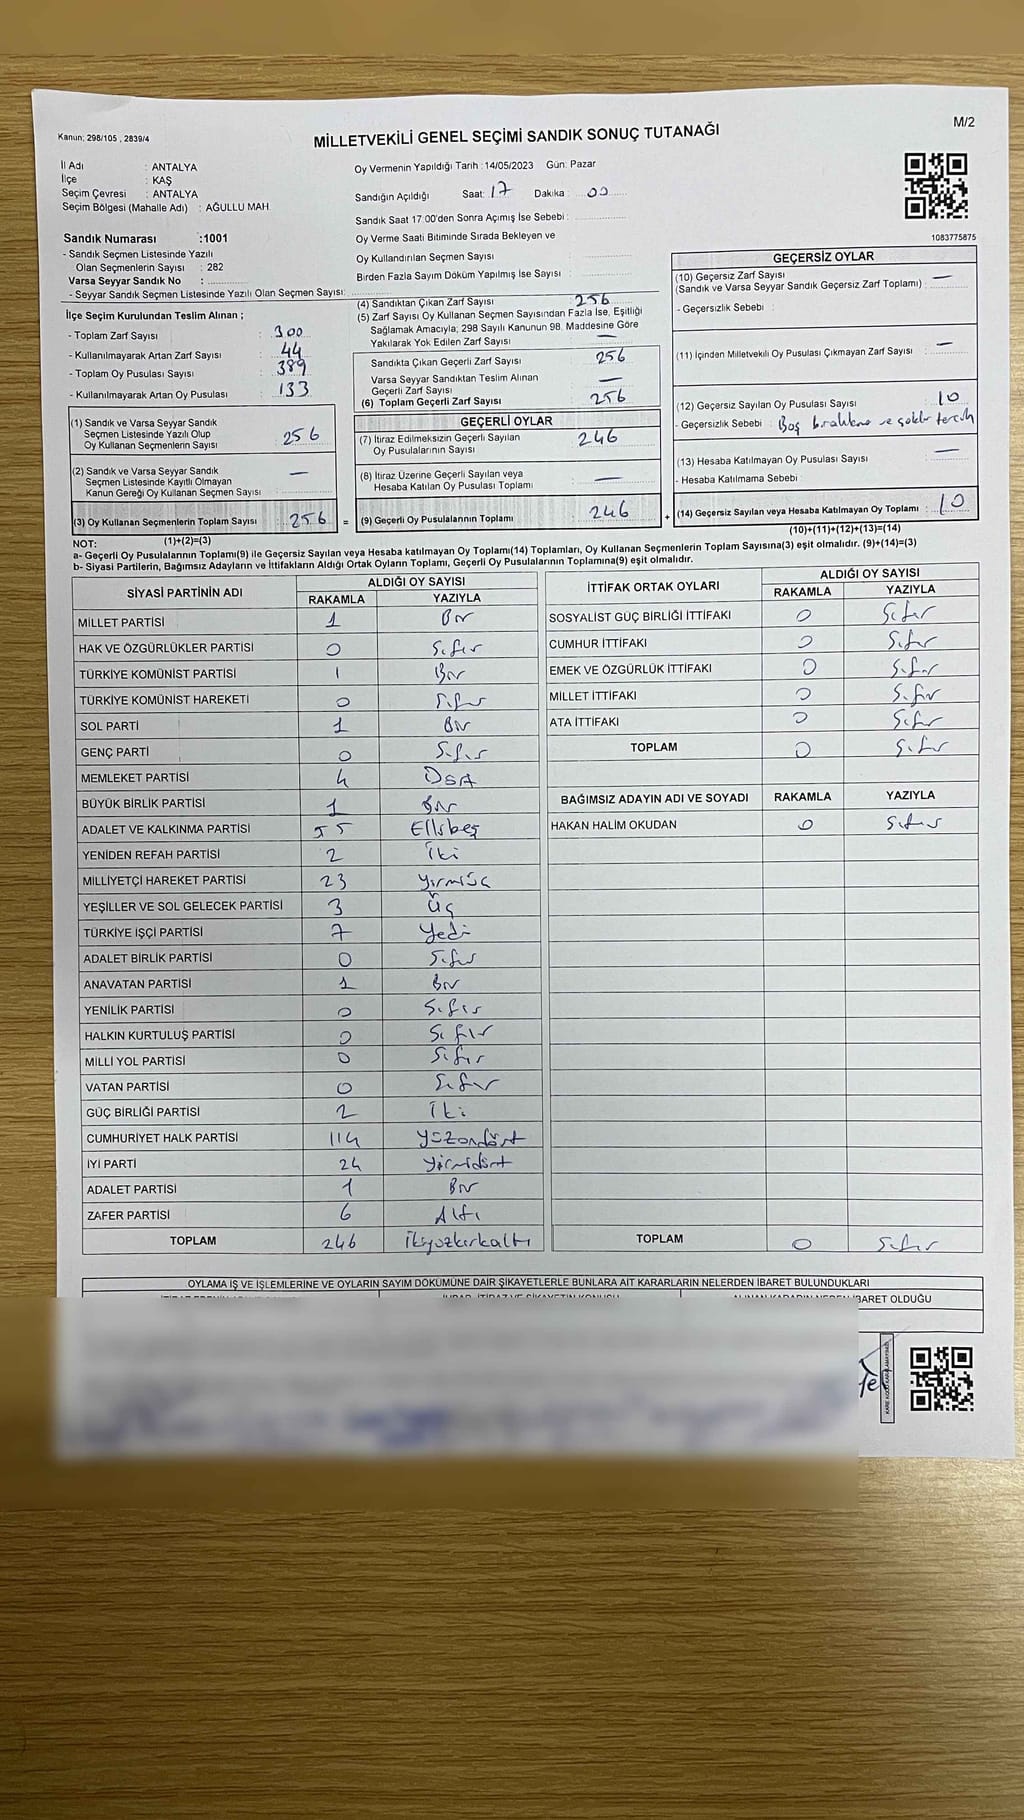 Kanun; 298/105 , 2839/4
M/2
MİLLETVEKİLİ GENEL SEÇİMİ SANDIK SONUÇ TUTANAĞI
İl Adı : ANTALYA
İlçe : KAŞ
Seçim Çevresi : ANTALYA
Seçim Bölgesi (Mahalle Adı) : AĞULLU MAH.
Sandık Numarası :1001
- Sandık Seçmen Listesinde Yazılı
Olan Seçmenlerin Sayısı : 282
Varsa Seyyar Sandık No :
- Seyyar Sandık Seçmen Listesinde Yazılı Olan Seçmen Sayısı:
Oy Vermenin Yapıldığı Tarih :14/05/2023 Gün: Pazar
Sandığın Açıldığı Saat: 17 Dakika : 00
Sandık Saat 17:00'den Sonra Açımış İse Sebebi :
Oy Verme Saati Bitiminde Sırada Bekleyen ve
Oy Kullandırılan Seçmen Sayısı :
Birden Fazla Sayım Döküm Yapılmış İse Sayısı :
1083775875
İlçe Seçim Kurulundan Teslim Alınan ;
- Toplam Zarf Sayısı : 300
- Kullanılmayarak Artan Zarf Sayısı : 44
- Toplam Oy Pusulası Sayısı : 389
- Kullanılmayarak Artan Oy Pusulası : 133
(4) Sandıktan Çıkan Zarf Sayısı : 256
(5) Zarf Sayısı Oy Kullanan Seçmen Sayısından Fazla İse, Eşitliği
Sağlamak Amacıyla; 298 Sayılı Kanunun 98. Maddesine Göre
Yakılarak Yok Edilen Zarf Sayısı : —
Sandıkta Çıkan Geçerli Zarf Sayısı : 256
Varsa Seyyar Sandıktan Teslim Alınan
Geçerli Zarf Sayısı : —
(6) Toplam Geçerli Zarf Sayısı : 256
GEÇERSİZ OYLAR
(10) Geçersiz Zarf Sayısı
(Sandık ve Varsa Seyyar Sandık Geçersiz Zarf Toplamı) : —
- Geçersizlik Sebebi :
(11) İçinden Milletvekili Oy Pusulası Çıkmayan Zarf Sayısı : —
(12) Geçersiz Sayılan Oy Pusulası Sayısı : 10
- Geçersizlik Sebebi : Boş ve
(13) Hesaba Katılmayan Oy Pusulası Sayısı : —
- Hesaba Katılmama Sebebi :
(14) Geçersiz Sayılan veya Hesaba Katılmayan Oy Toplamı : 10
(10)+(11)+(12)+(13)=(14)
(1) Sandık ve Varsa Seyyar Sandık
Seçmen Listesinde Yazılı Olup
Oy Kullanan Seçmenlerin Sayısı : 256
(2) Sandık ve Varsa Seyyar Sandık
Seçmen Listesinde Kayıtlı Olmayan
Kanun Gereği Oy Kullanan Seçmen Sayısı : —
(3) Oy Kullanan Seçmenlerin Toplam Sayısı : 256 =
(1)+(2)=(3)
GEÇERLİ OYLAR
(7) İtiraz Edilmeksizin Geçerli Sayılan
Oy Pusulalarının Sayısı : 246
(8) İtiraz Üzerine Geçerli Sayılan veya
Hesaba Katılan Oy Pusulası Toplamı : —
(9) Geçerli Oy Pusulalarının Toplamı : 246 +
NOT:
a- Geçerli Oy Pusulalarının Toplamı(9) ile Geçersiz Sayılan veya Hesaba katılmayan Oy Toplamı(14) Toplamları, Oy Kullanan Seçmenlerin Toplam Sayısına(3) eşit olmalıdır. (9)+(14)=(3)
b- Siyasi Partilerin, Bağımsız Adayların ve İttifakların Aldığı Ortak Oyların Toplamı, Geçerli Oy Pusulalarının Toplamına(9) eşit olmalıdır.
SİYASİ PARTİNİN ADI ALDIĞI OY SAYISI
RAKAMLA YAZIYLA
MİLLET PARTİSİ 1 Bir
HAK VE ÖZGÜRLÜKLER PARTİSİ 0 Sıfır
TÜRKİYE KOMÜNİST PARTİSİ 1 Bir
TÜRKİYE KOMÜNİST HAREKETİ 0 Sıfır
SOL PARTİ 1 Bir
GENÇ PARTİ 0 Sıfır
MEMLEKET PARTİSİ 4 Dört
BÜYÜK BİRLİK PARTİSİ 1 Bir
ADALET VE KALKINMA PARTİSİ 55 Ellibeş
YENİDEN REFAH PARTİSİ 2 İki
MİLLİYETÇİ HAREKET PARTİSİ 23 Yirmiüç
YEŞİLLER VE SOL GELECEK PARTİSİ 3 Üç
TÜRKİYE İŞÇİ PARTİSİ 7 Yedi
ADALET BİRLİK PARTİSİ 0 Sıfır
ANAVATAN PARTİSİ 1 Bir
YENİLİK PARTİSİ 0 Sıfır
HALKIN KURTULUŞ PARTİSİ 0 Sıfır
MİLLİ YOL PARTİSİ 0 Sıfır
VATAN PARTİSİ 0 Sıfır
GÜÇ BİRLİĞİ PARTİSİ 2 İki
CUMHURİYET HALK PARTİSİ 114 Yüzondört
İYİ PARTİ 24 Yirmidört
ADALET PARTİSİ 1 Bir
ZAFER PARTİSİ 6 Altı
TOPLAM 246 İkiyüzkırkaltı
İTTİFAK ORTAK OYLARI ALDIĞI OY SAYISI
RAKAMLA YAZIYLA
SOSYALİST GÜÇ BİRLİĞİ İTTİFAKI 0 Sıfır
CUMHUR İTTİFAKI 0 Sıfır
EMEK VE ÖZGÜRLÜK İTTİFAKI 0 Sıfır
MİLLET İTTİFAKI 0 Sıfır
ATA İTTİFAKI 0 Sıfır
TOPLAM 0 Sıfır
BAĞIMSIZ ADAYIN ADI VE SOYADI RAKAMLA YAZIYLA
HAKAN HALİM OKUDAN 0 Sıfır
TOPLAM 0 Sıfır
OYLAMA İŞ VE İŞLEMLERİNE VE OYLARIN SAYIM DÖKÜMÜNE DAİR ŞİKAYETLERLE BUNLARA AİT KARARLARIN NELERDEN İBARET BULUNDUKLARI
İBARET OLDUĞU